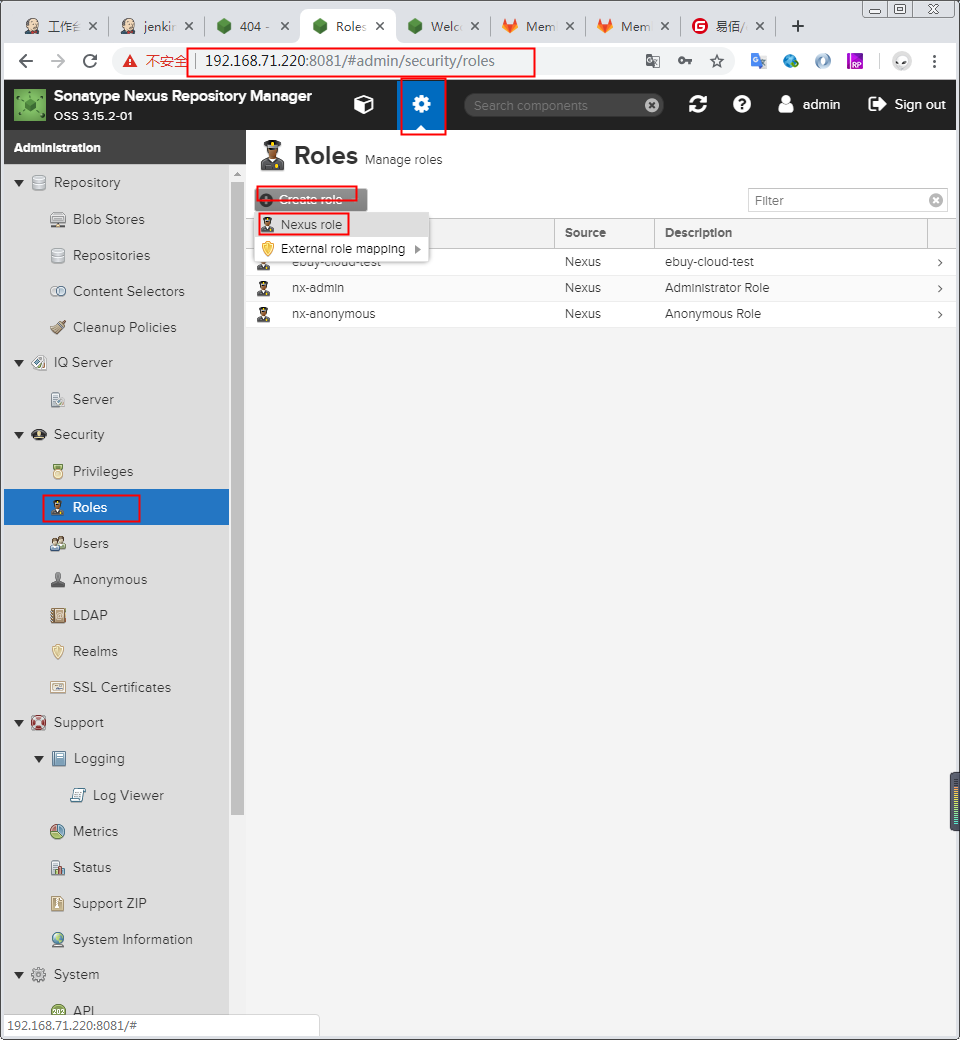 工作台
jenkin
404 -
Roles
Welc
Mem
Mem
易佰/
不安全
192.168.71.220:8081/#admin/security/roles
RP
Sonatype Nexus Repository Manager
OSS 3.15.2-01
Search components
admin
Sign out
Administration
Roles Manage roles
Repository
Create role
Filter
Blob Stores
Nexus role
Source
Description
Repositories
External role mapping
ebuy-cloud-test
Nexus
ebuy-cloud-test
nx-admin
Nexus
Administrator Role
nx-anonymous
Nexus
Anonymous Role
Content Selectors
Cleanup Policies
IQ Server
Server
Security
Privileges
Roles
Users
Anonymous
LDAP
Realms
SSL Certificates
Support
Logging
Log Viewer
Metrics
Status
Support ZIP
System Information
System
API
192.168.71.220:8081/#